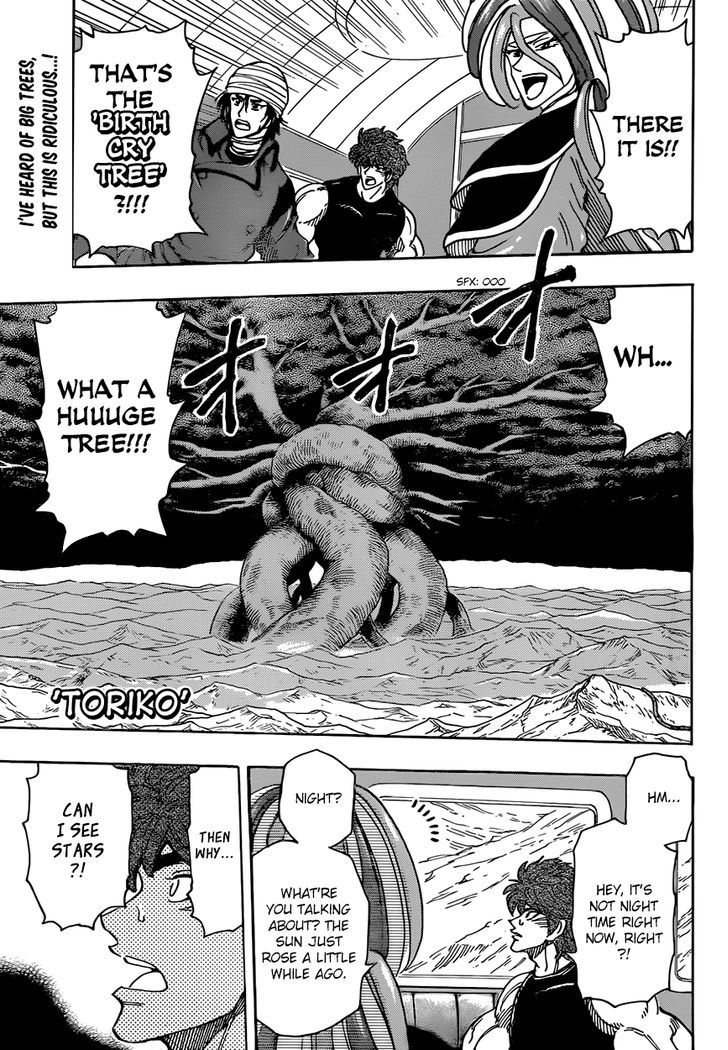 THERE
IT IS!!
THAT'S
THE
'BIRTH
CRY
TREE'
?!!!
I'VE HEARD OF BIG TREES,
BUT THIS IS RIDICULOUS...!
SFX: OOO
オオオ
WH...
WHAT A
HUUUGE
TREE!!!
'TORIKO'
HM...
HEY, IT'S
NOT NIGHT
TIME RIGHT
NOW, RIGHT
?!
NIGHT?
WHAT'RE
YOU TALKING
ABOUT? THE
SUN JUST
ROSE A LITTLE
WHILE AGO.
THEN
WHY...
CAN
I SEE
STARS
?!